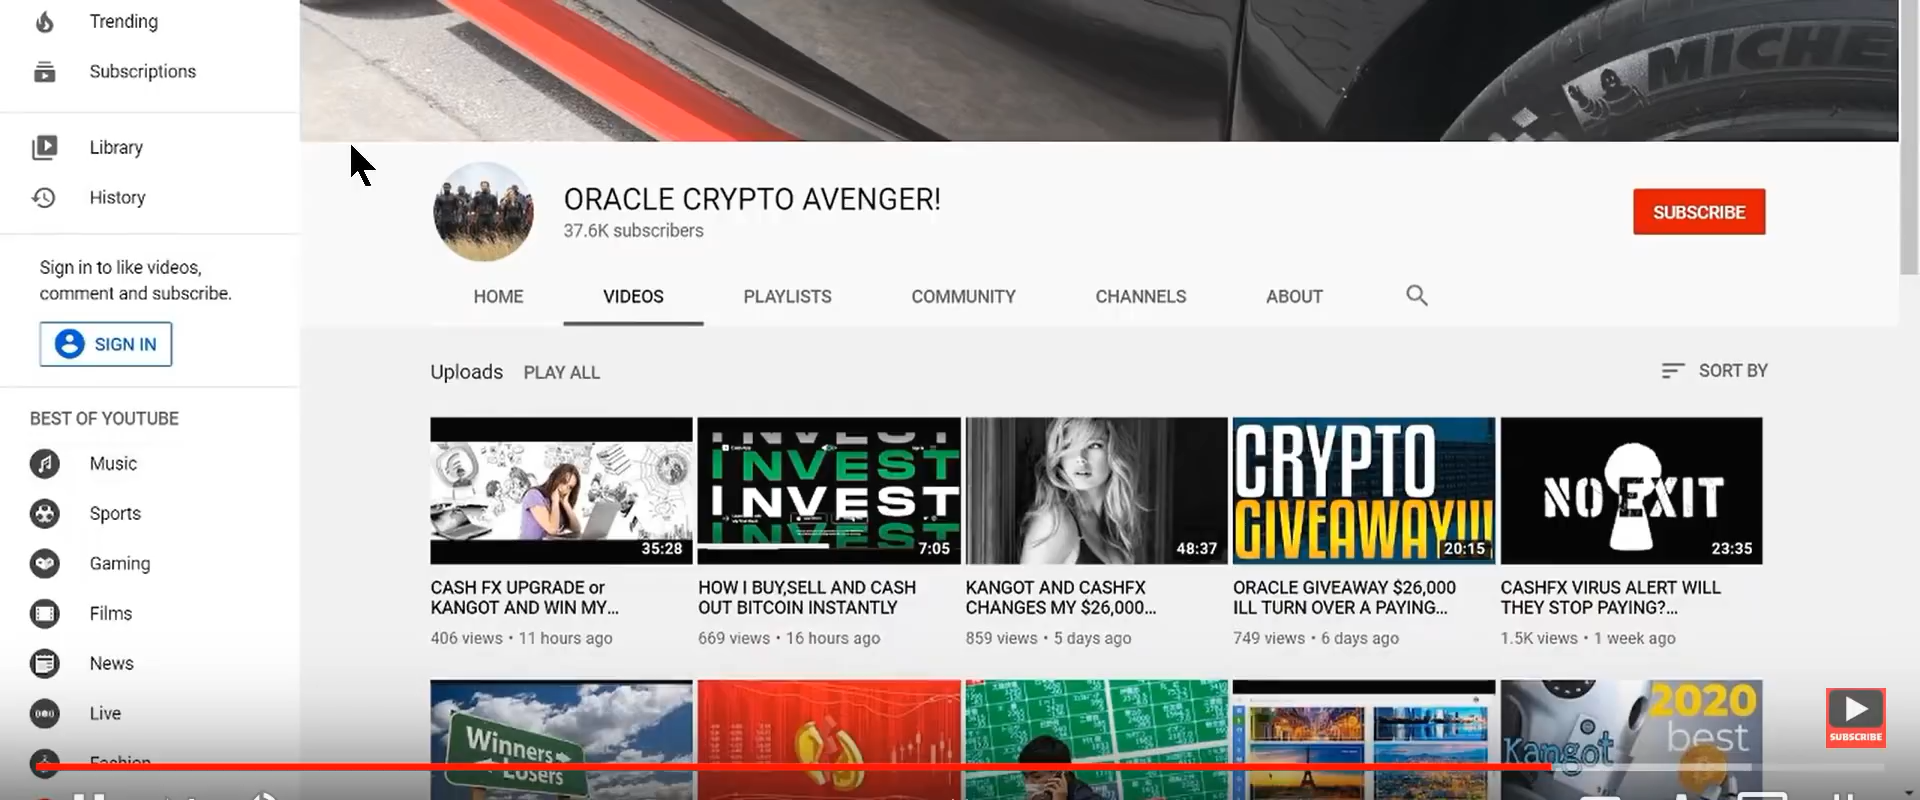 Trending
Subscriptions
Library
History
Sign in to like videos,
comment and subscribe.
SIGN IN
BEST OF YOUTUBE
Music
Sports
Gaming
Films
News
Live
Fashion
MICHE
ORACLE CRYPTO AVENGER!
37.6K subscribers
SUBSCRIBE
HOME VIDEOS PLAYLISTS COMMUNITY CHANNELS ABOUT
Uploads PLAY ALL SORT BY
35:28
CASH FX UPGRADE or
KANGOT AND WIN MY...
406 views • 11 hours ago
INVEST
INVEST
INVEST
INVEST
7:05
HOW I BUY,SELL AND CASH
OUT BITCOIN INSTANTLY
669 views • 16 hours ago
48:37
KANGOT AND CASHFX
CHANGES MY $26,000...
859 views • 5 days ago
CRYPTO
GIVEAWAY!!!
20:15
ORACLE GIVEAWAY $26,000
ILL TURN OVER A PAYING...
749 views • 6 days ago
NO EXIT
23:35
CASHFX VIRUS ALERT WILL
THEY STOP PAYING?...
1.5K views • 1 week ago
Winners
Losers
2020
best
Kangot
SUBSCRIBE